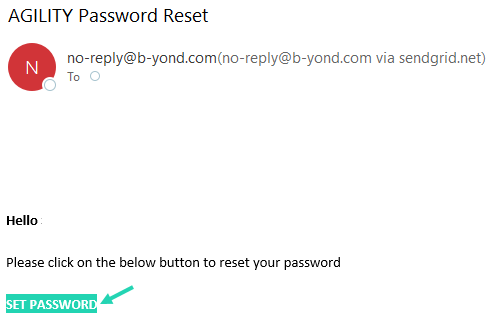 AGILITY Password Reset
N
no-reply@b-yond.com(no-reply@b-yond.com via sendgrid.net)
To
Hello
Please click on the below button to reset your password
SET PASSWORD